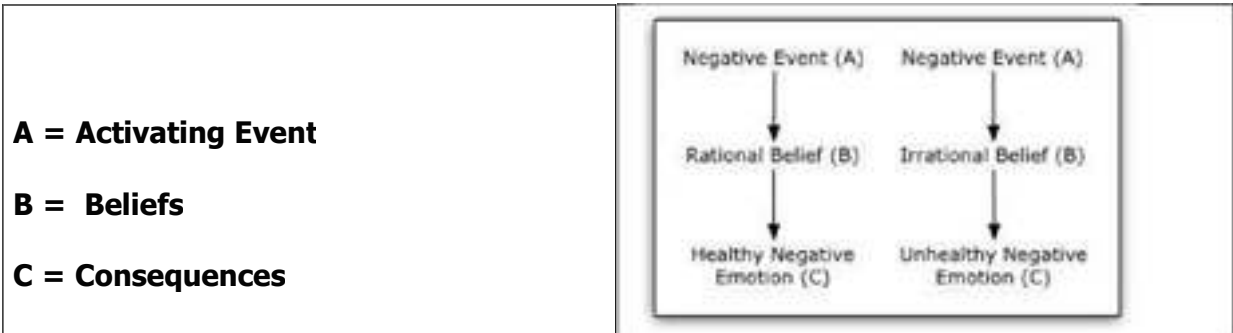 A = Activating Event
B = Beliefs
C = Consequences
Negative Event (A) Negative Event (A)
Rational Belief (B) Irrational Belief (B)
Healthy Negative Unhealthy Negative
Emotion (C) Emotion (C)